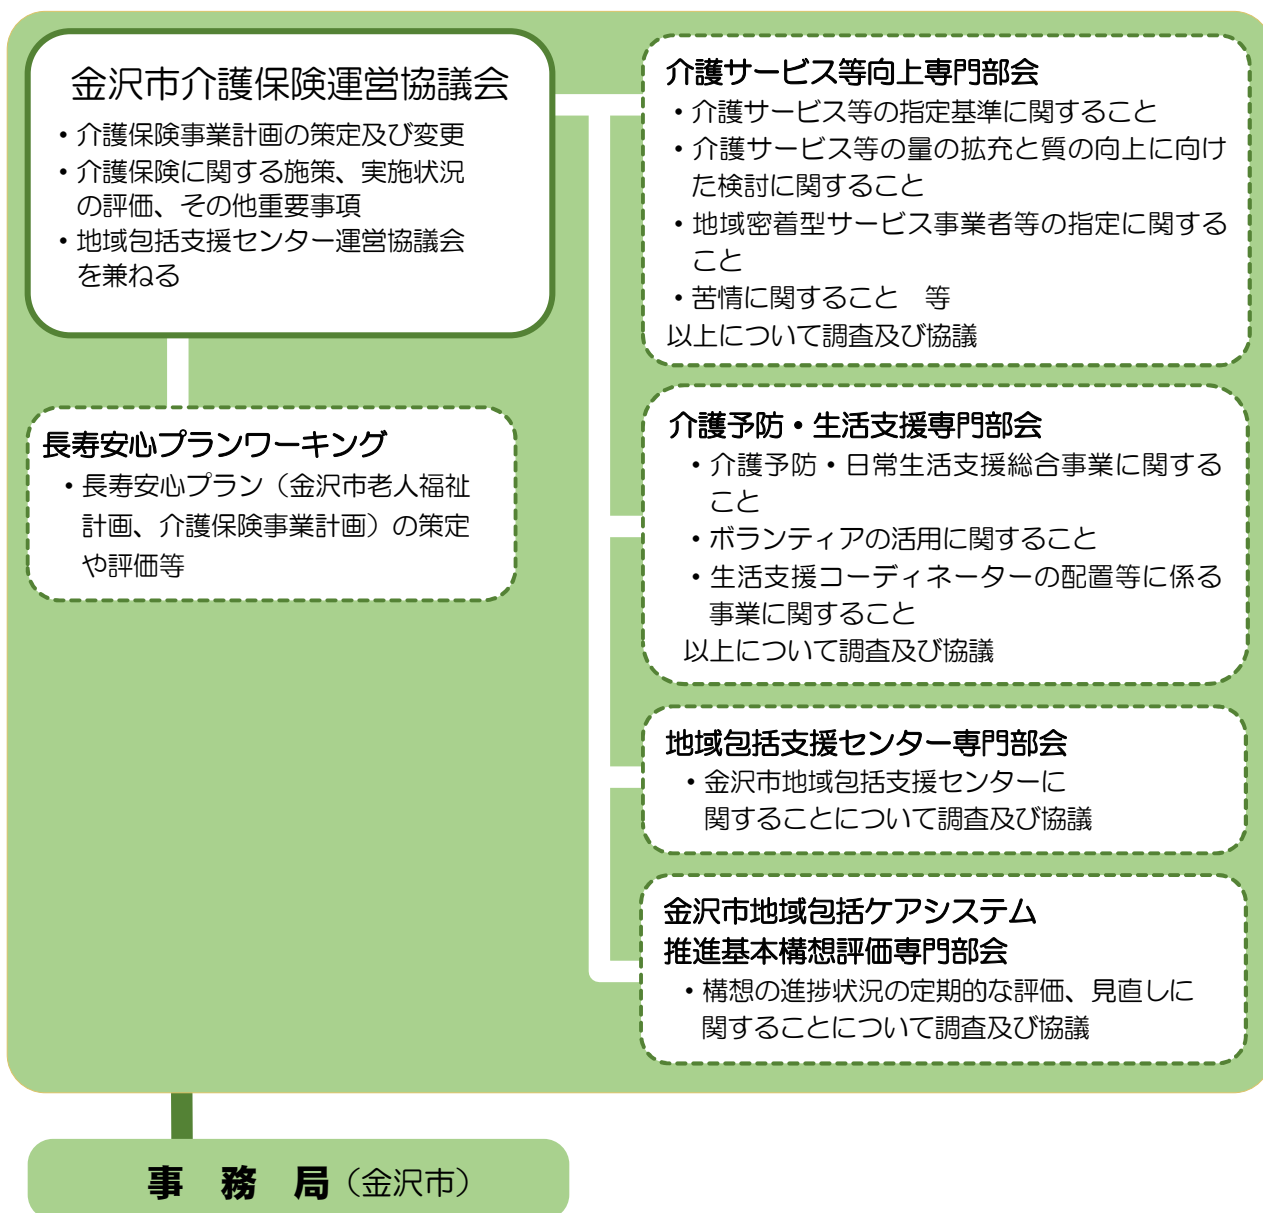 金沢市介護保険運営協議会
・介護保険事業計画の策定及び変更
・介護保険に関する施策、実施状況
の評価、その他重要事項
・地域包括支援センター運営協議会
を兼ねる
長寿安心プランワーキング
・長寿安心プラン（金沢市老人福祉
計画、介護保険事業計画）の策定
や評価等
介護サービス等向上専門部会
・介護サービス等の指定基準に関すること
・介護サービス等の量の拡充と質の向上に向け
た検討に関すること
・地域密着型サービス事業者等の指定に関する
こと
・苦情に関すること　等
以上について調査及び協議
介護予防・生活支援専門部会
・介護予防・日常生活支援総合事業に関する
こと
・ボランティアの活用に関すること
・生活支援コーディネーターの配置等に係る
事業に関すること
以上について調査及び協議
地域包括支援センター専門部会
・金沢市地域包括支援センターに
関することについて調査及び協議
金沢市地域包括ケアシステム
推進基本構想評価専門部会
・構想の進捗状況の定期的な評価、見直しに
関することについて調査及び協議
事　務　局（金沢市）